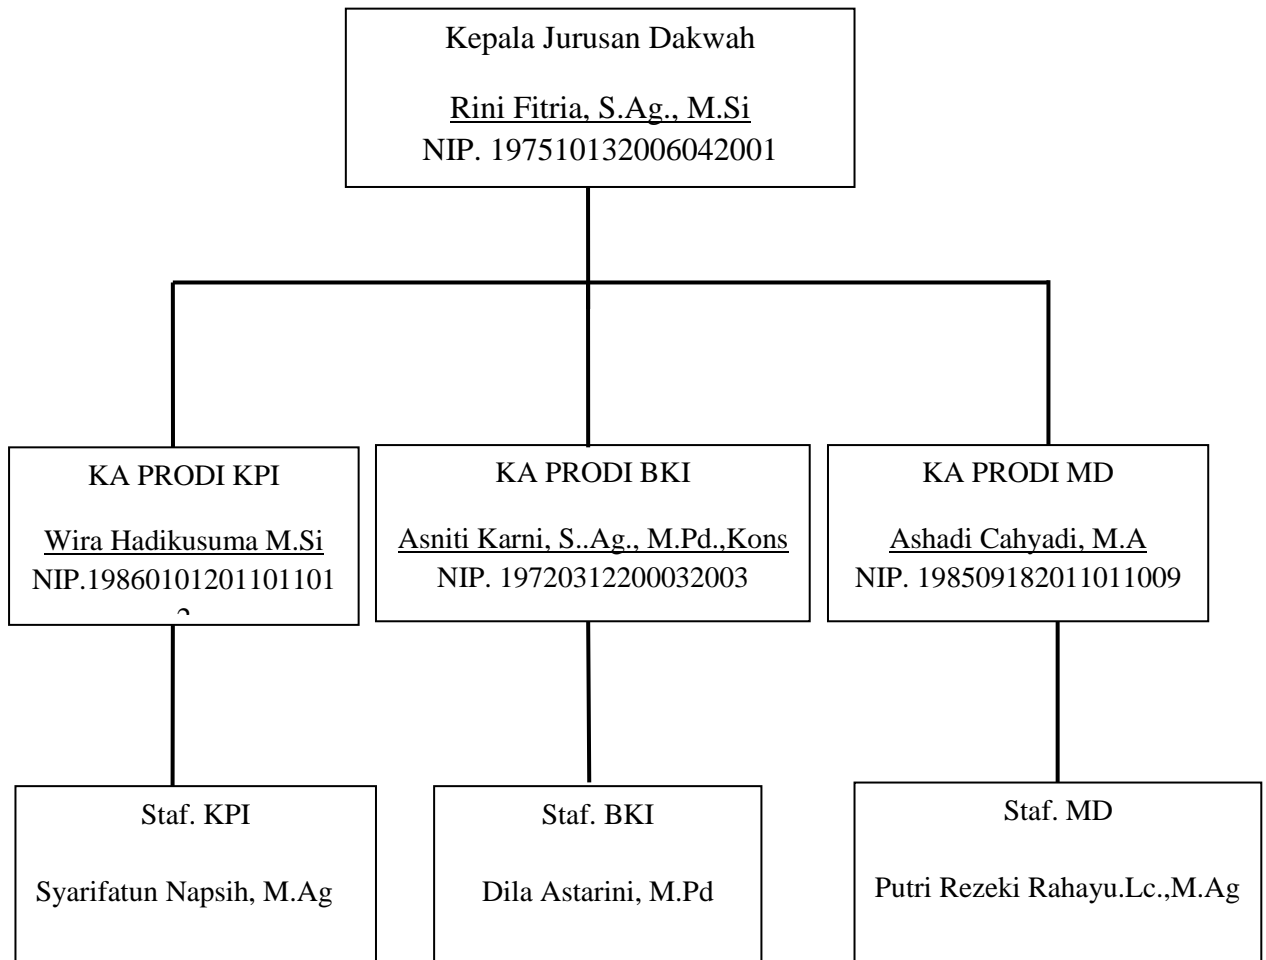 Kepala Jurusan Dakwah
Rini Fitria, S.Ag., M.Si
NIP. 197510132006042001
KA PRODI KPI
Wira Hadikusuma M.Si
NIP.19860101201101101
KA PRODI BKI
Asniti Karni, S..Ag., M.Pd.,Kons
NIP. 19720312200032003
KA PRODI MD
Ashadi Cahyadi, M.A
NIP. 198509182011011009
Staf. KPI
Syarifatun Napsih, M.Ag
Staf. BKI
Dila Astarini, M.Pd
Staf. MD
Putri Rezeki Rahayu.Lc.,M.Ag